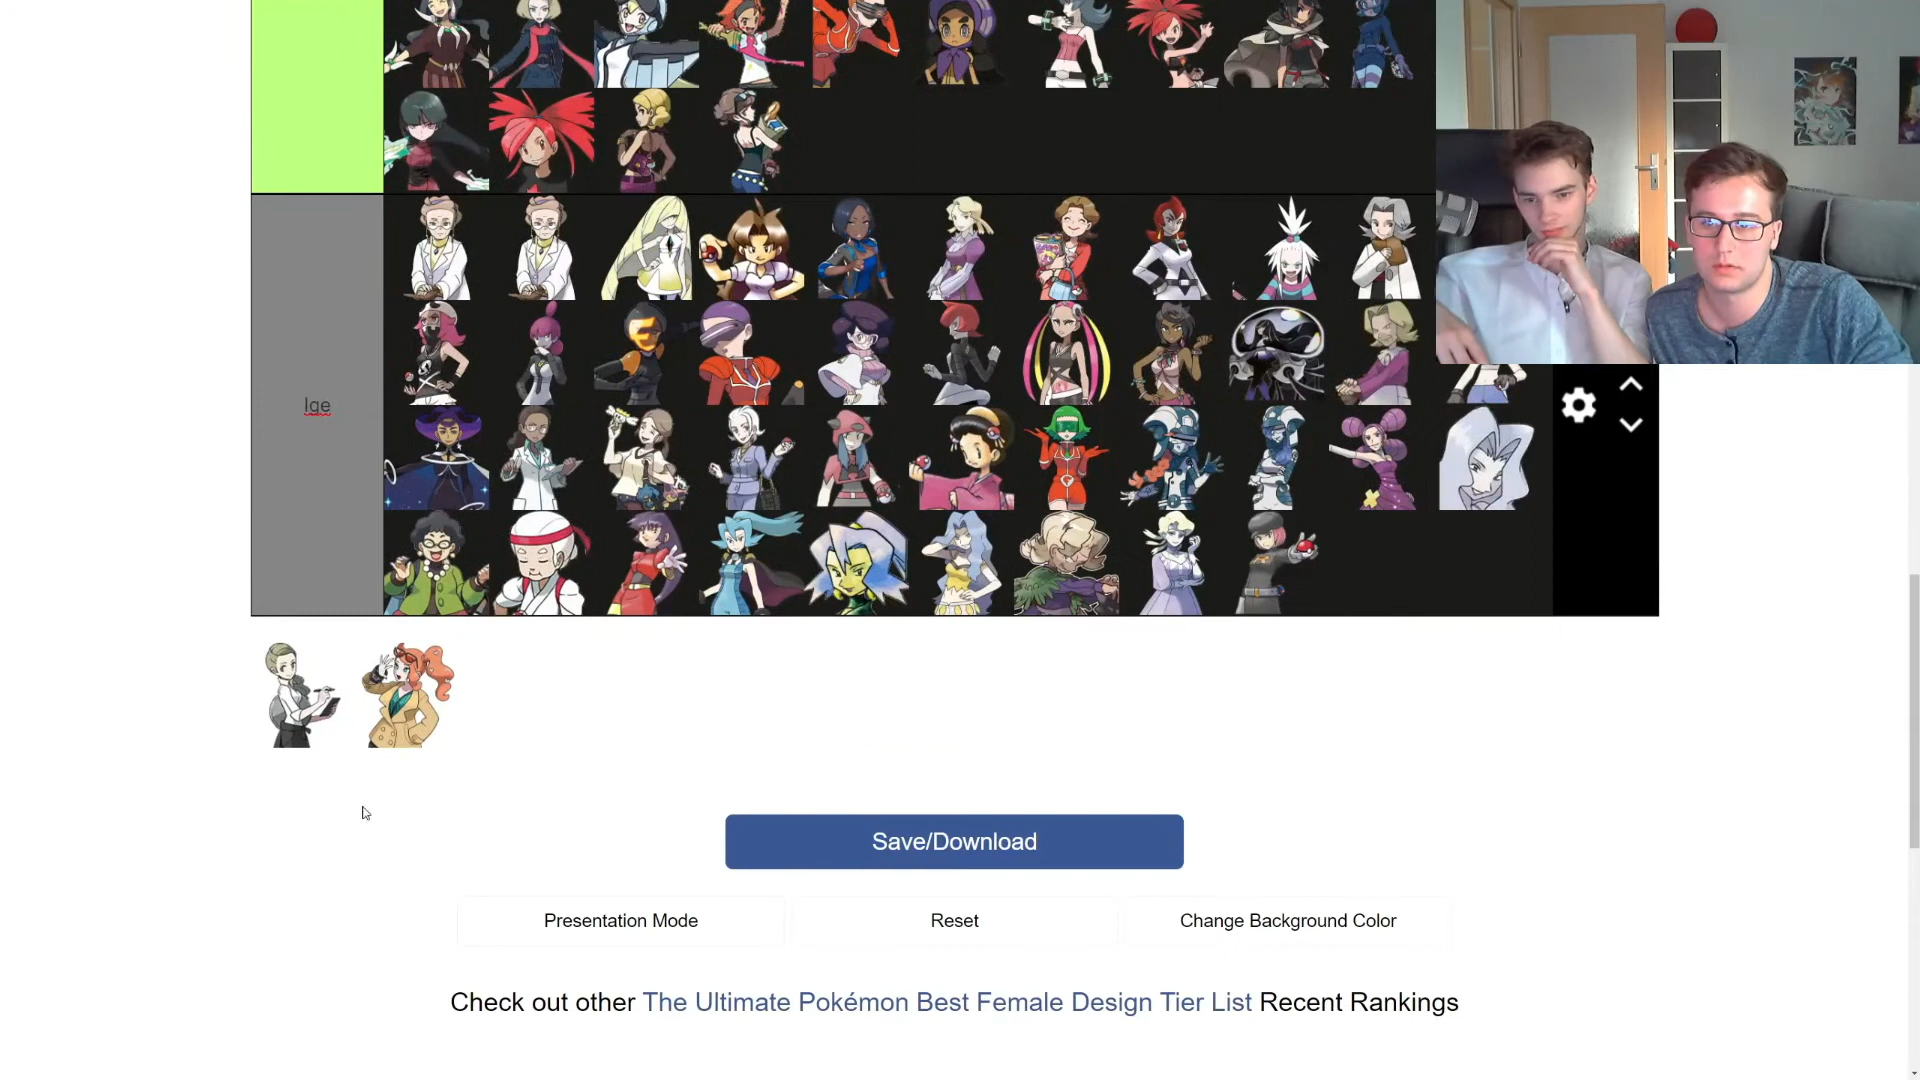 Ige
Save/Download
Presentation Mode
Reset
Change Background Color
Check out other The Ultimate Pokémon Best Female Design Tier List Recent Rankings